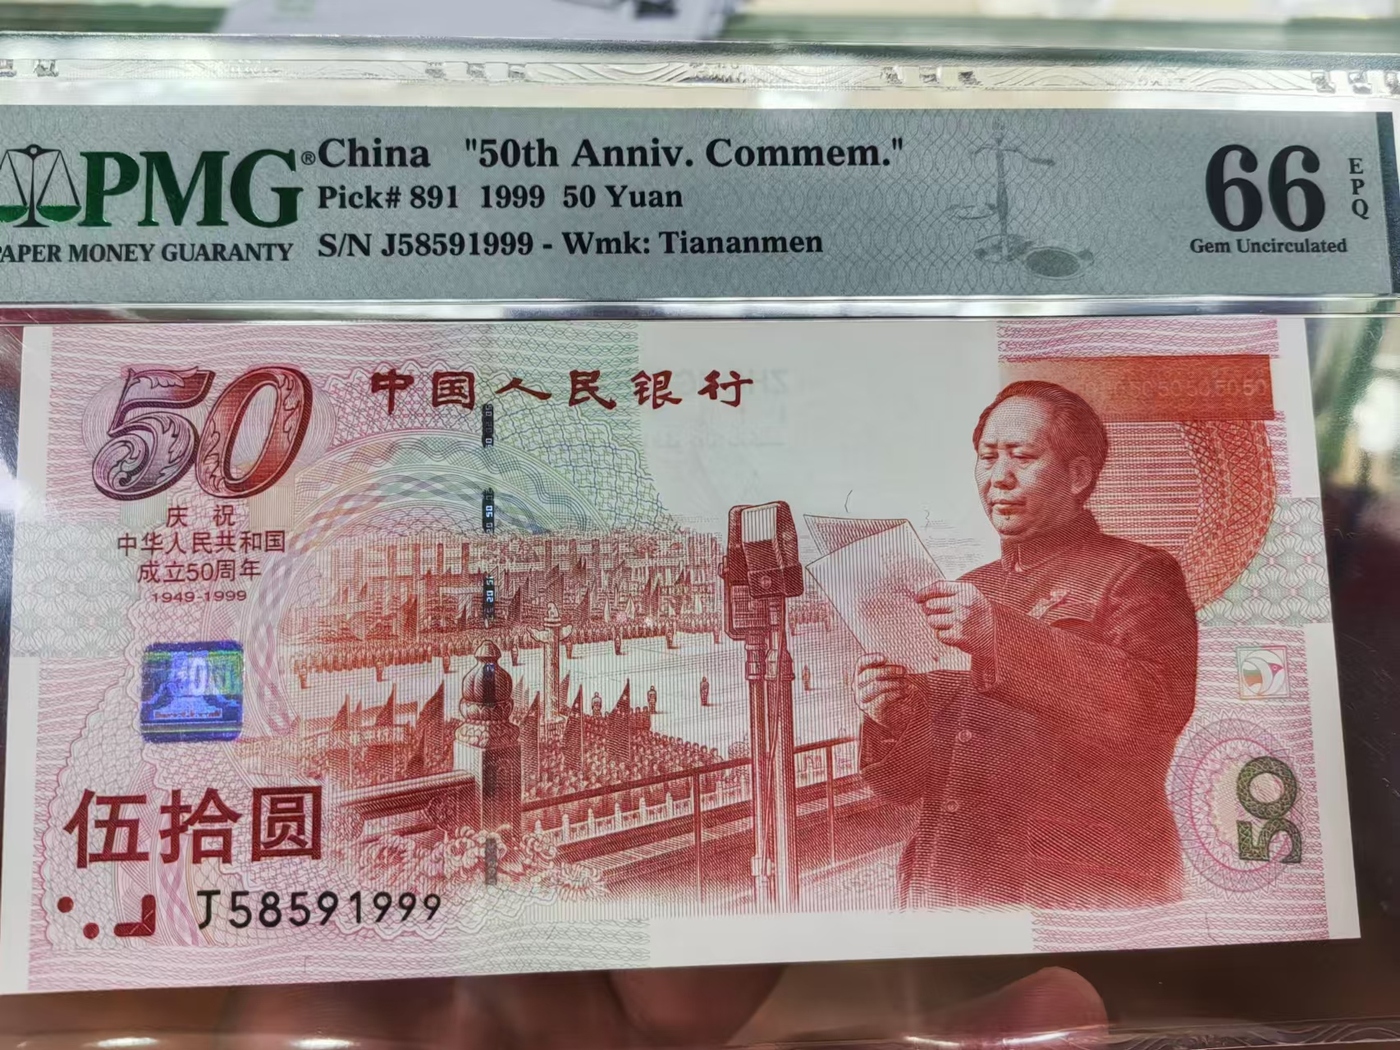 PMG® China "50th Anniv. Commem."
Pick# 891 1999 50 Yuan
PAPER MONEY GUARANTY S/N J58591999 - Wmk: Tiananmen
66 EPQ
Gem Uncirculated
50 中国人民银行
庆祝
中华人民共和国
成立50周年
1949-1999
伍拾圆
J58591999
50